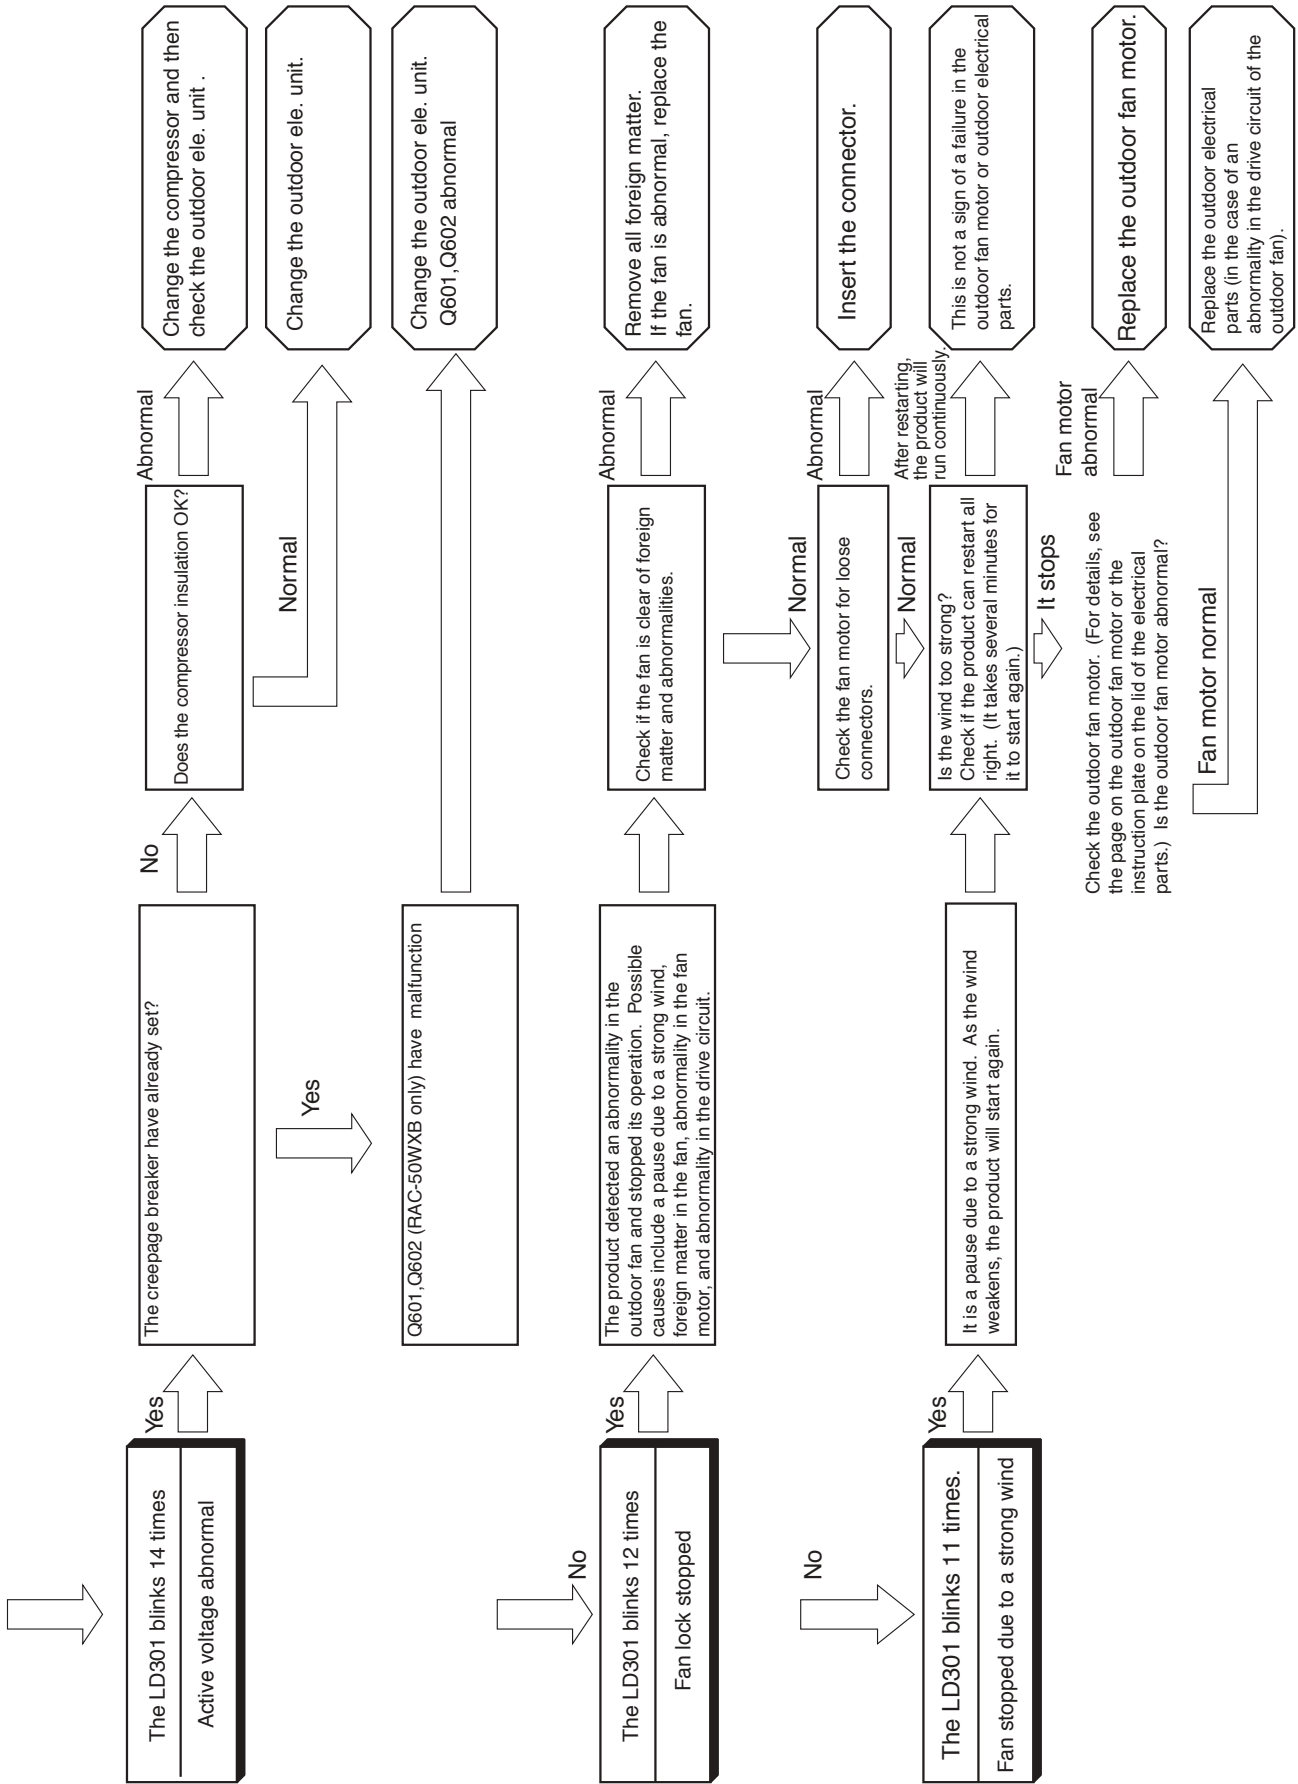 The LD301 blinks 14 times
Active voltage abnormal
Yes
The creepage breaker have already set?
No
Does the compressor insulation OK?
Abnormal
Change the compressor and then
check the outdoor ele. unit .
Normal
Change the outdoor ele. unit.
Yes
Q601,Q602 (RAC-50WXB only) have malfunction
Change the outdoor ele. unit.
Q601,Q602 abnormal
No
The LD301 blinks 12 times
Fan lock stopped
Yes
The product detected an abnormality in the
outdoor fan and stopped its operation. Possible
causes include a pause due to a strong wind,
foreign matter in the fan, abnormality in the fan
motor, and abnormality in the drive circuit.
Check if the fan is clear of foreign
matter and abnormalities.
Abnormal
Remove all foreign matter.
If the fan is abnormal, replace the
fan.
Normal
Check the fan motor for loose
connectors.
Abnormal
Insert the connector.
Normal
No
The LD301 blinks 11 times.
Fan stopped due to a strong wind
Yes
It is a pause due to a strong wind. As the wind
weakens, the product will start again.
Is the wind too strong?
Check if the product can restart all
right. (It takes several minutes for
it to start again.)
After restarting,
the product will
run continuously.
This is not a sign of a failure in the
outdoor fan motor or outdoor electrical
parts.
It stops
Check the outdoor fan motor. (For details, see
the page on the outdoor fan motor or the
instruction plate on the lid of the electrical
parts.) Is the outdoor fan motor abnormal?
Fan motor
abnormal
Replace the outdoor fan motor.
Fan motor normal
Replace the outdoor electrical
parts (in the case of an
abnormality in the drive circuit of the
outdoor fan).